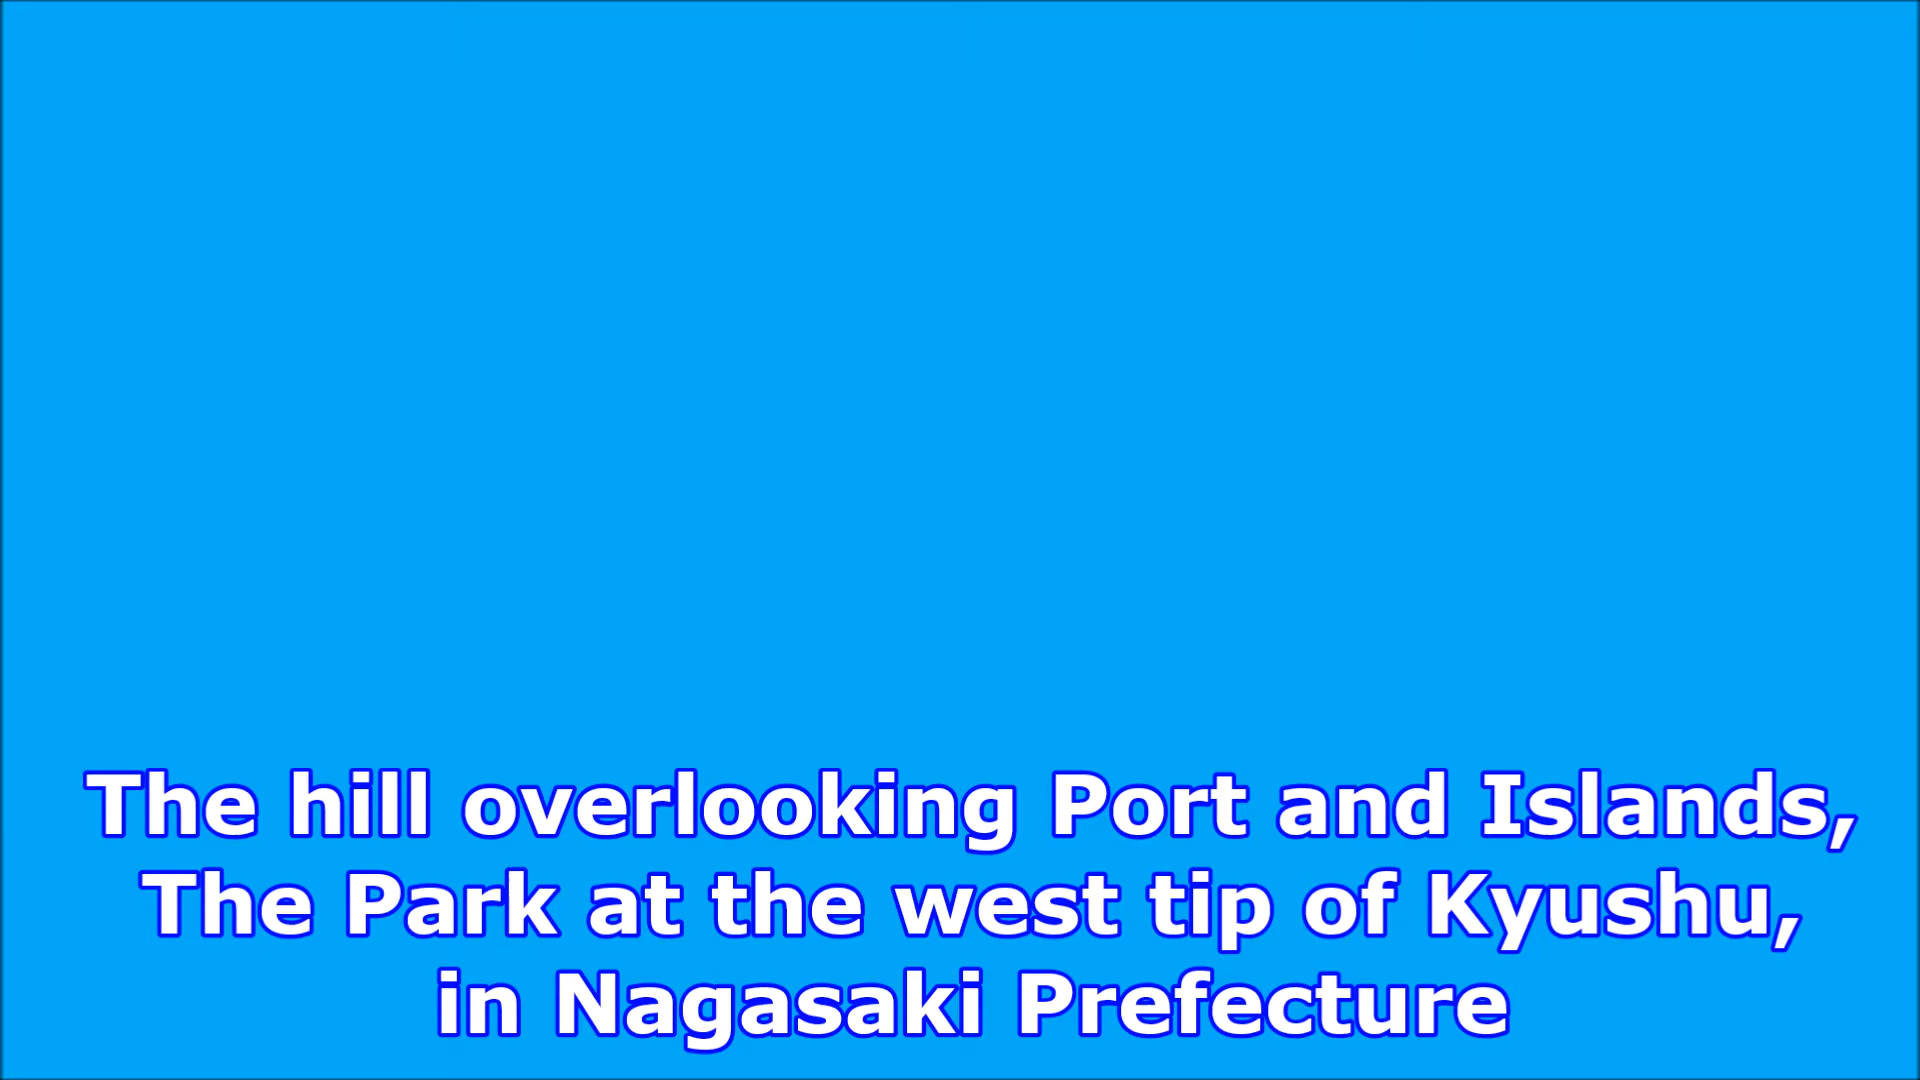 The hill overlooking Port and Islands,
The Park at the west tip of Kyushu,
in Nagasaki Prefecture